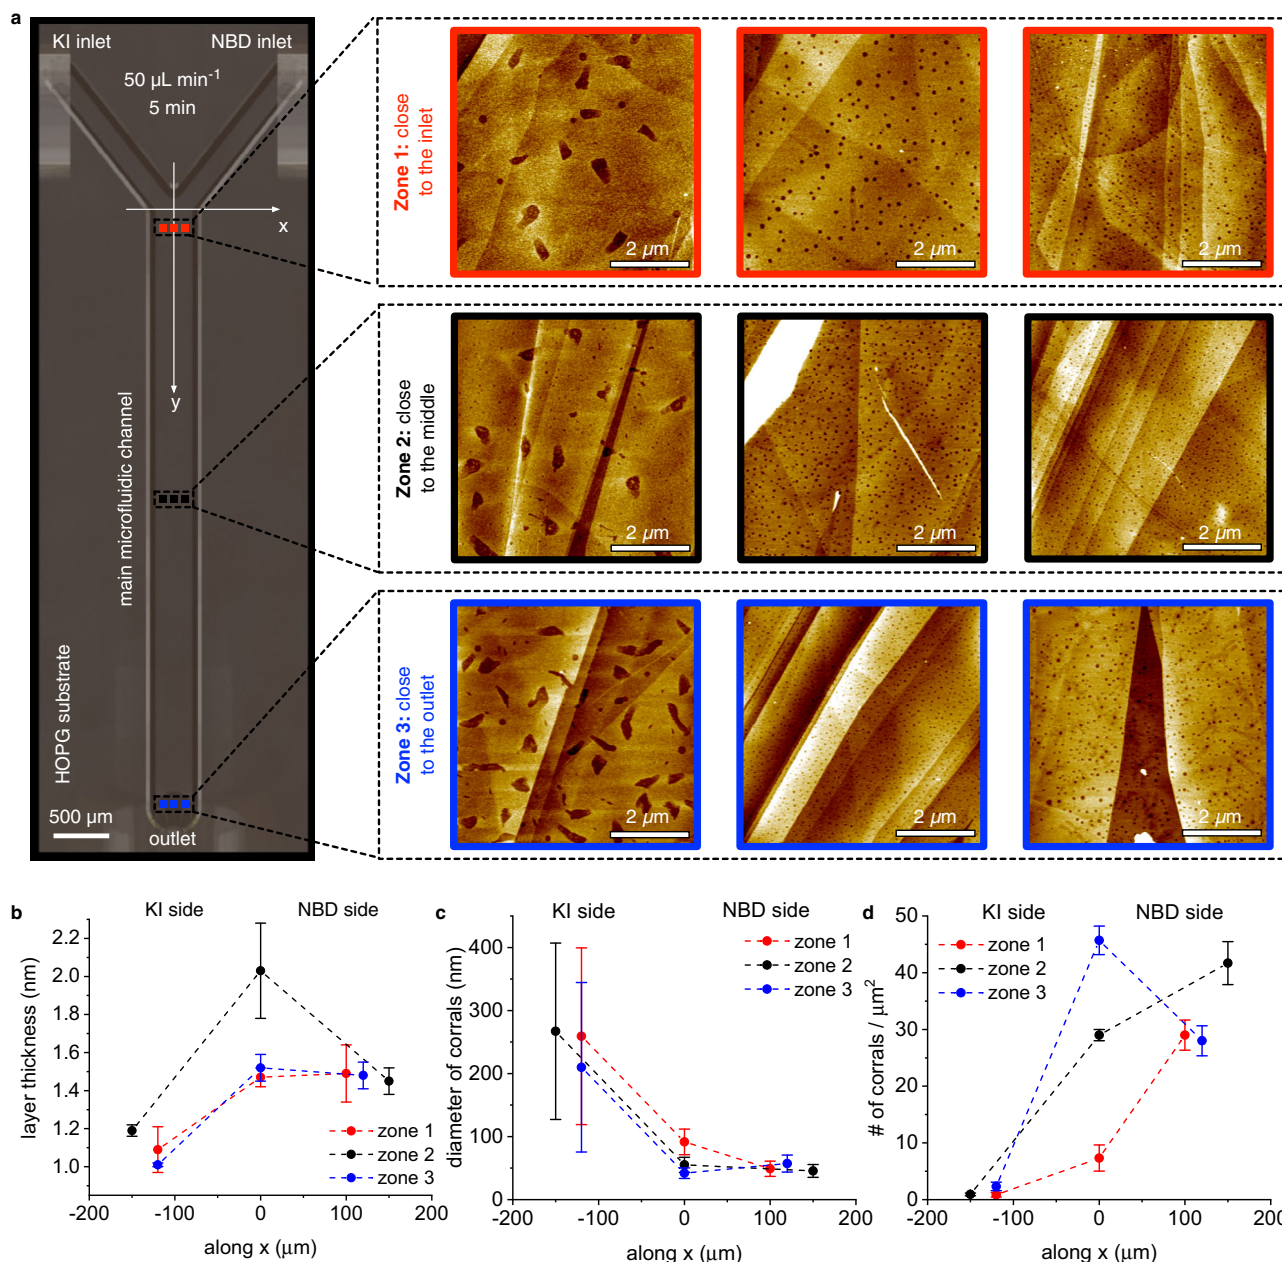 a
KI inlet
NBD inlet
50 µL min-1
5 min
x
y
main microfluidic channel
HOPG substrate
500 µm
outlet
Zone 1: close
to the inlet
2 µm
2 µm
2 µm
Zone 2: close
to the middle
2 µm
2 µm
2 µm
Zone 3: close
to the outlet
2 µm
2 µm
2 µm
b
KI side
NBD side
layer thickness (nm)
2.2
2.0
1.8
1.6
1.4
1.2
1.0
zone 1
zone 2
zone 3
-200
-100
0
100
200
along x (µm)
c
KI side
NBD side
diameter of corrals (nm)
400
300
200
100
0
zone 1
zone 2
zone 3
-200
-100
0
100
200
along x (µm)
d
KI side
NBD side
# of corrals / µm2
50
40
30
20
10
0
zone 1
zone 2
zone 3
-200
-100
0
100
200
along x (µm)